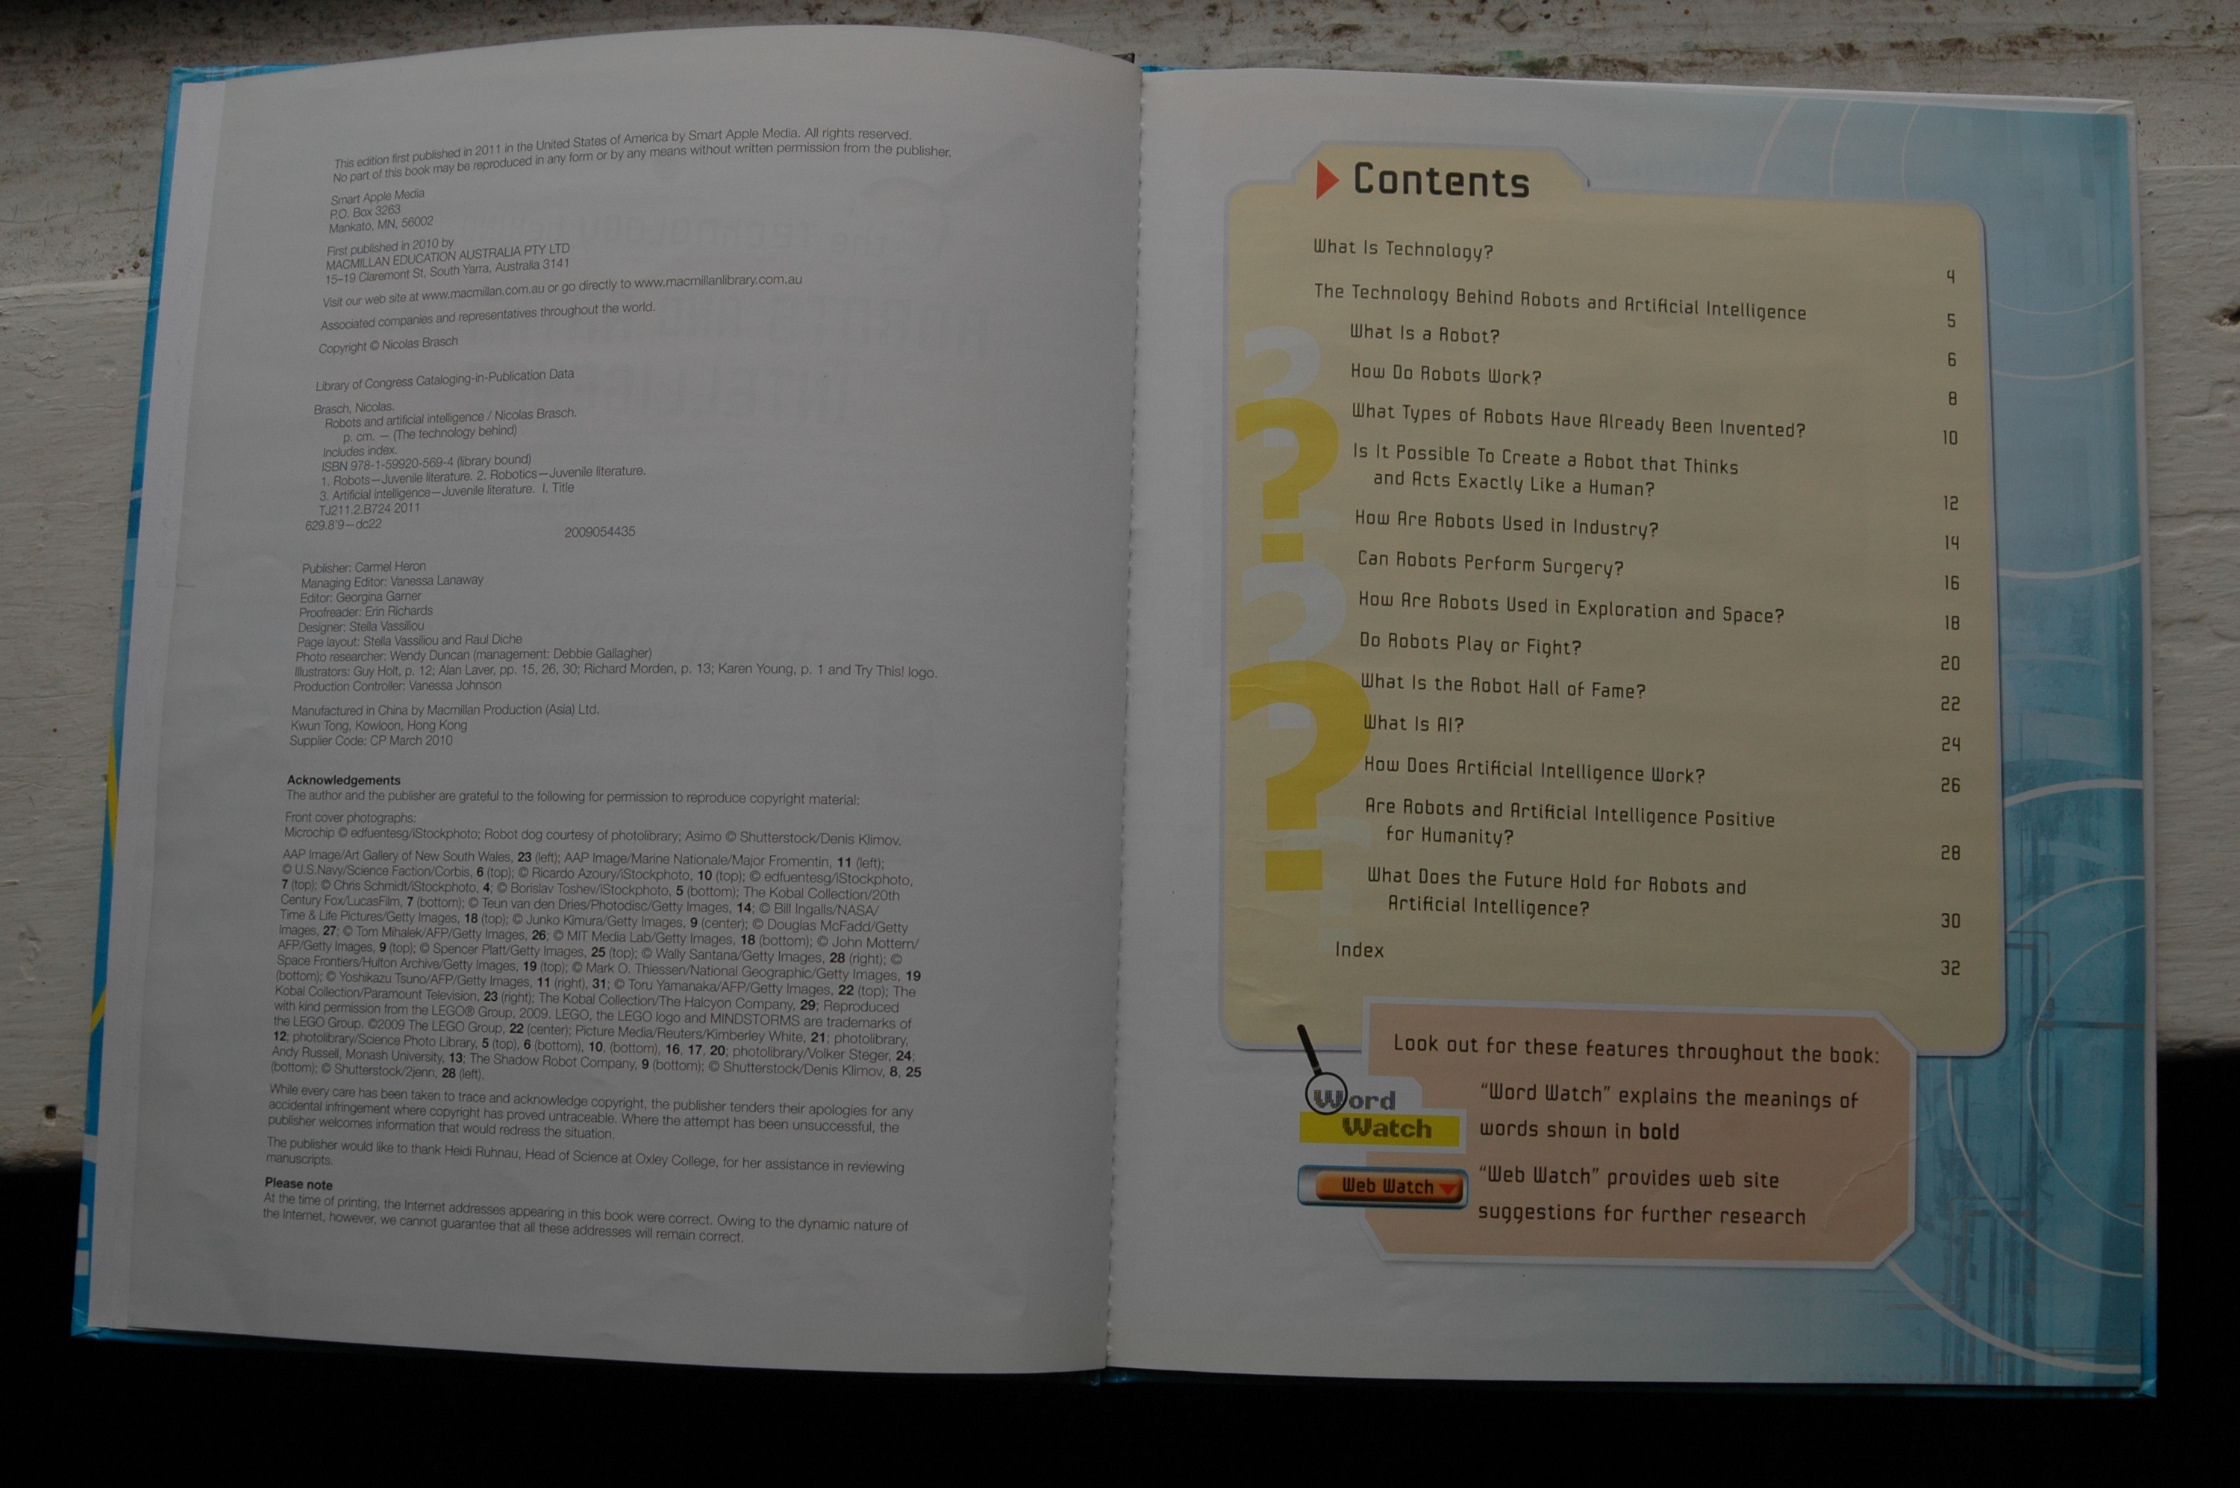 This edition first published in 2011 in the United States of America by Smart Apple Media. All rights reserved.
No part of this book may be reproduced in any form or by any means without written permission from the publisher.
Smart Apple Media
P.O. Box 3263
Mankato, MN, 56002
First published in 2010 by
MACMILLAN EDUCATION AUSTRALIA PTY LTD
15–19 Claremont St, South Yarra, Australia 3141
Visit our web site at www.macmillan.com.au or go directly to www.macmillanlibrary.com.au
Associated companies and representatives throughout the world.
Copyright © Nicolas Brasch
Library of Congress Cataloging-in-Publication Data
Brasch, Nicolas.
Robots and artificial intelligence / Nicolas Brasch.
p. cm. — (The technology behind)
Includes index.
ISBN 978-1-59920-569-4 (library bound)
1. Robots—Juvenile literature. 2. Robotics—Juvenile literature.
3. Artificial intelligence—Juvenile literature. I. Title
TJ211.2.B724 2011
629.8'9—dc22
2009054435
Publisher: Carmel Heron
Managing Editor: Vanessa Lanaway
Editor: Georgina Garner
Proofreader: Erin Richards
Designer: Stella Vassiliou
Page layout: Stella Vassiliou and Raul Diche
Photo researcher: Wendy Duncan (management: Debbie Gallagher)
Illustrators: Guy Holt, p. 12; Alan Laver, pp. 15, 26, 30; Richard Morden, p. 13; Karen Young, p. 1 and Try This! logo.
Production Controller: Vanessa Johnson
Manufactured in China by Macmillan Production (Asia) Ltd.
Kwun Tong, Kowloon, Hong Kong
Supplier Code: CP March 2010
Acknowledgements
The author and the publisher are grateful to the following for permission to reproduce copyright material:
Front cover photographs:
Microchip © edfuentesg/iStockphoto; Robot dog courtesy of photolibrary; Asimo © Shutterstock/Denis Klimov.
AAP Image/Art Gallery of New South Wales, 23 (left); AAP Image/Marine Nationale/Major Fromentin, 11 (left);
© U.S.Navy/Science Faction/Corbis, 6 (top); © Ricardo Azoury/iStockphoto, 10 (top); © edfuentesg/iStockphoto,
7 (top); © Chris Schmidt/iStockphoto, 4; © Borislav Toshev/iStockphoto, 5 (bottom); The Kobal Collection/20th
Century Fox/LucasFilm, 7 (bottom); © Teun van den Dries/Photodisc/Getty Images, 14; © Bill Ingalls/NASA/
Time & Life Pictures/Getty Images, 18 (top); © Junko Kimura/Getty Images, 9 (center); © Douglas McFadd/Getty
Images, 27; © Tom Mihalek/AFP/Getty Images, 26; © MIT Media Lab/Getty Images, 18 (bottom); © John Mottern/
AFP/Getty Images, 9 (top); © Spencer Platt/Getty Images, 25 (top); © Wally Santana/Getty Images, 28 (right); ©
Space Frontiers/Hulton Archive/Getty Images, 19 (top); © Mark O. Thiessen/National Geographic/Getty Images, 19
(bottom); © Yoshikazu Tsuno/AFP/Getty Images, 11 (right), 31; © Toru Yamanaka/AFP/Getty Images, 22 (top); The
Kobal Collection/Paramount Television, 23 (right); The Kobal Collection/The Halcyon Company, 29; Reproduced
with kind permission from the LEGO® Group, 2009. LEGO, the LEGO logo and MINDSTORMS are trademarks of
the LEGO Group. ©2009 The LEGO Group, 22 (center); Picture Media/Reuters/Kimberley White, 21; photolibrary,
12; photolibrary/Science Photo Library, 5 (top), 6 (bottom), 10, (bottom), 16, 17, 20; photolibrary/Volker Steger, 24;
Andy Russell, Monash University, 13; The Shadow Robot Company, 9 (bottom); © Shutterstock/Denis Klimov, 8, 25
(bottom); © Shutterstock/2jenn, 28 (left).
While every care has been taken to trace and acknowledge copyright, the publisher tenders their apologies for any
accidental infringement where copyright has proved untraceable. Where the attempt has been unsuccessful, the
publisher welcomes information that would redress the situation.
The publisher would like to thank Heidi Ruhnau, Head of Science at Oxley College, for her assistance in reviewing
manuscripts.
Please note
At the time of printing, the Internet addresses appearing in this book were correct. Owing to the dynamic nature of
the Internet, however, we cannot guarantee that all these addresses will remain correct.
Contents
What Is Technology? 4
The Technology Behind Robots and Artificial Intelligence 5
What Is a Robot? 6
How Do Robots Work? 8
What Types of Robots Have Already Been Invented? 10
Is It Possible To Create a Robot that Thinks
and Acts Exactly Like a Human? 12
How Are Robots Used in Industry? 14
Can Robots Perform Surgery? 16
How Are Robots Used in Exploration and Space? 18
Do Robots Play or Fight? 20
What Is the Robot Hall of Fame? 22
What Is AI? 24
How Does Artificial Intelligence Work? 26
Are Robots and Artificial Intelligence Positive
for Humanity? 28
What Does the Future Hold for Robots and
Artificial Intelligence? 30
Index 32
Look out for these features throughout the book:
Word
Watch
"Word Watch" explains the meanings of
words shown in bold
Web Watch
"Web Watch" provides web site
suggestions for further research